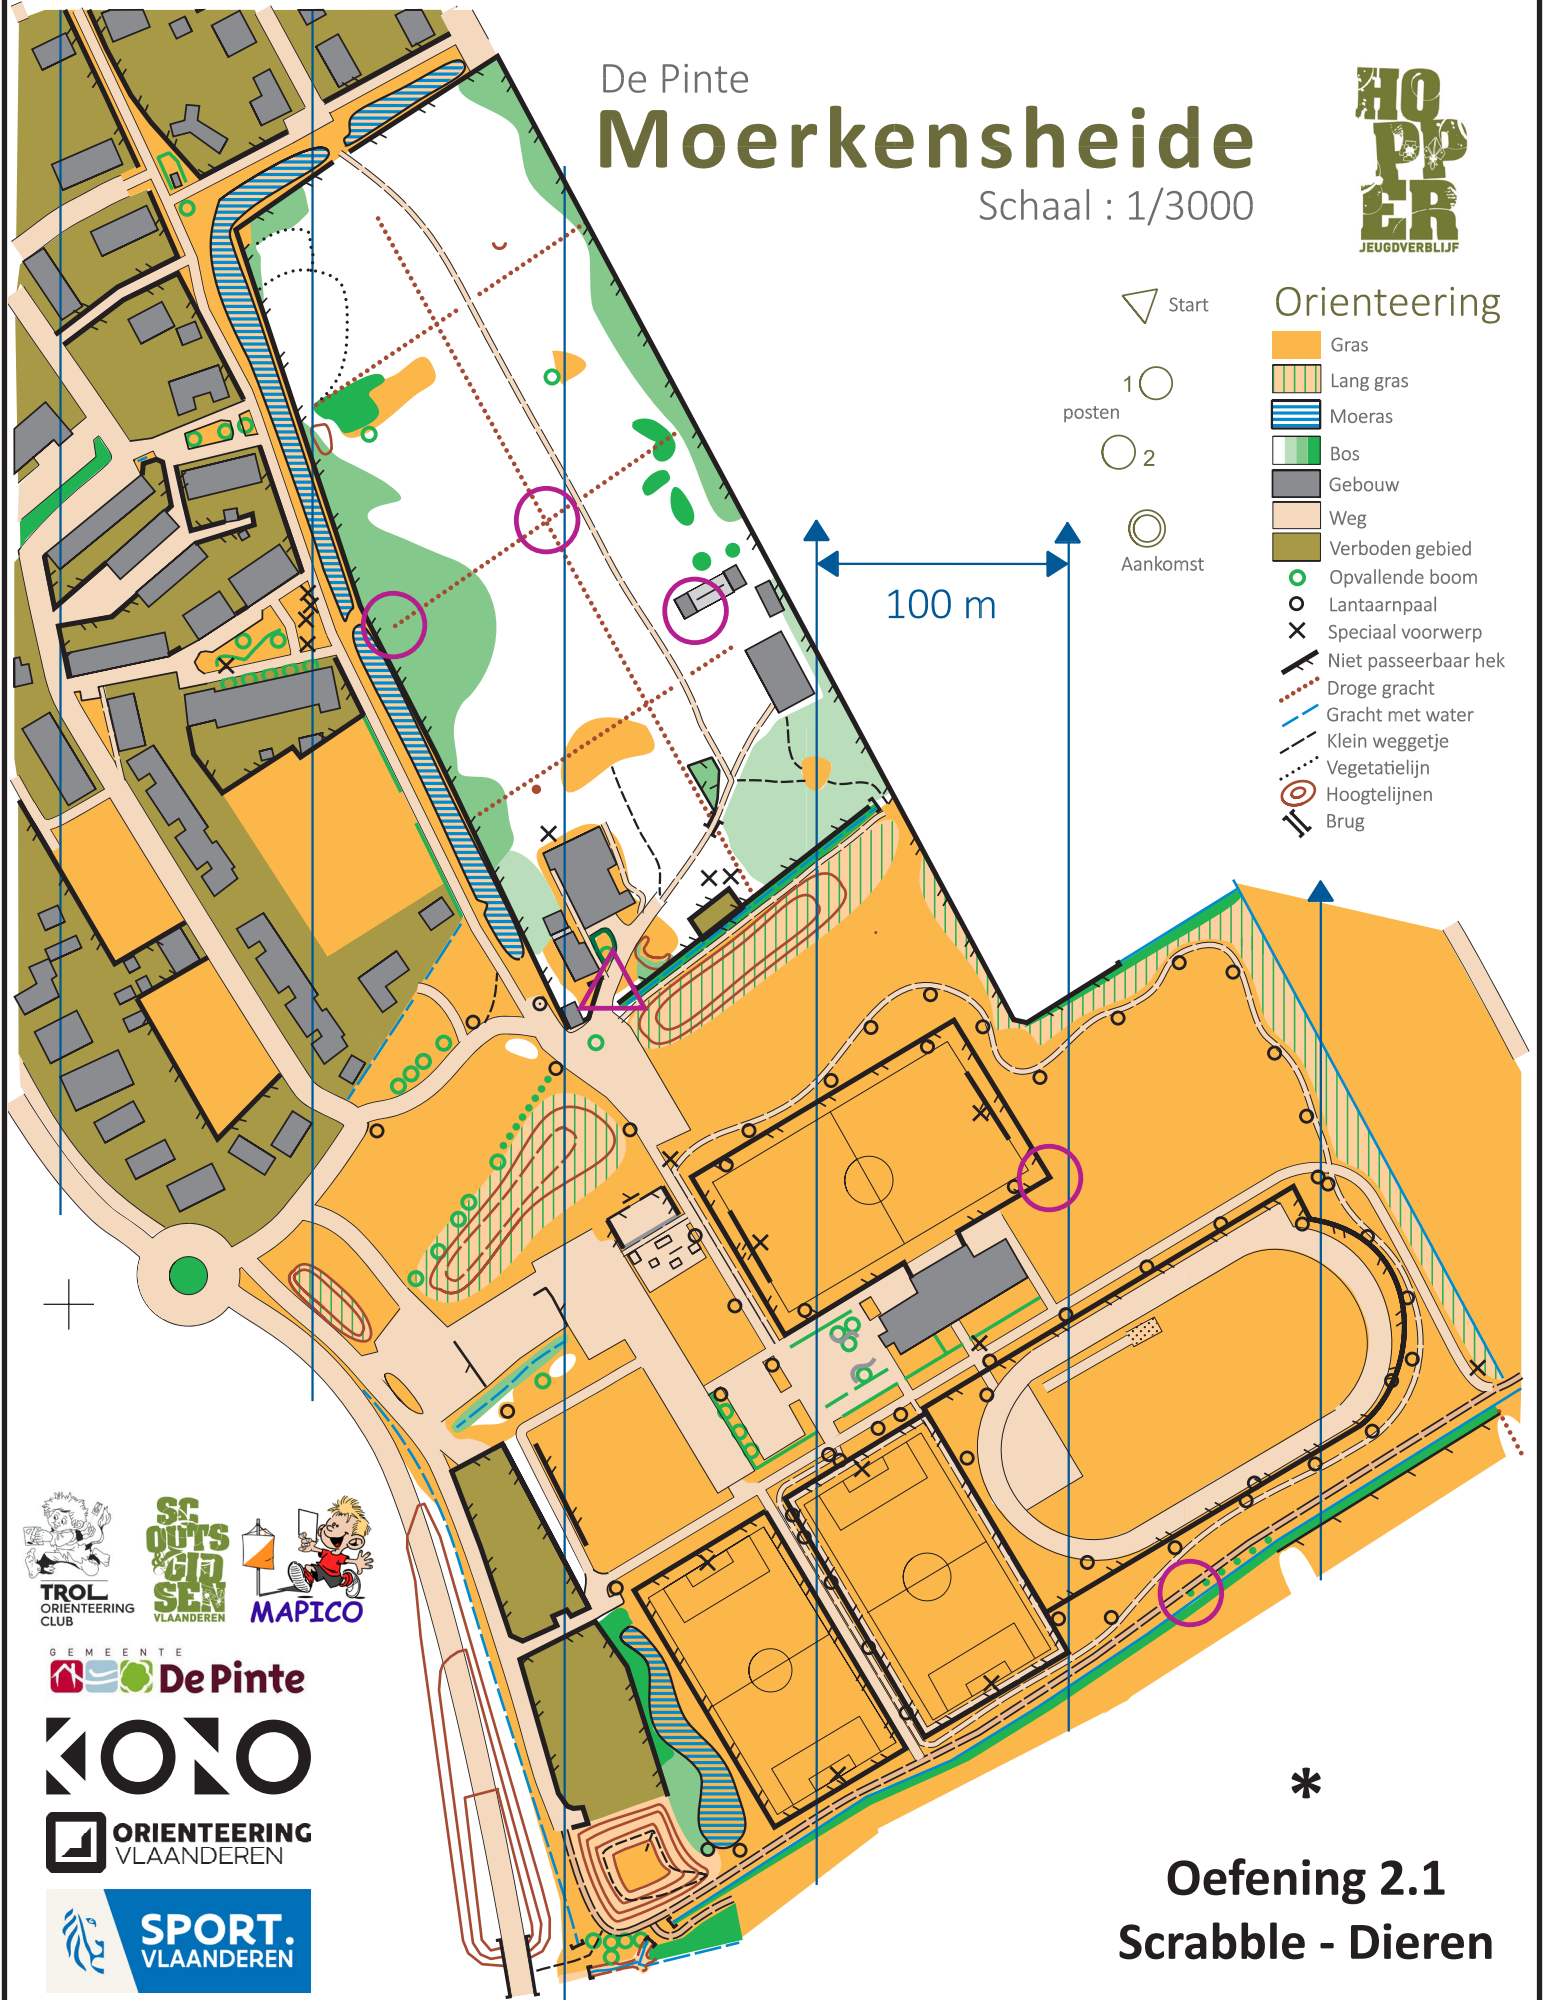 De Pinte
Moerkensheide
Schaal : 1/3000
HOPPER
JEUGDVERBLIJF
Start
1
posten
2
Aankomst
100 m
Orienteering
Gras
Lang gras
Moeras
Bos
Gebouw
Weg
Verboden gebied
Opvallende boom
Lantaarnpaal
Speciaal voorwerp
Niet passeerbaar hek
Droge gracht
Gracht met water
Klein weggetje
Vegetatielijn
Hoogtelijnen
Brug
TROL
ORIENTEERING
CLUB
SCOUTS
& GIDSEN
VLAANDEREN
MAPICO
GEMEENTE
De Pinte
KONO
ORIENTEERING
VLAANDEREN
SPORT.
VLAANDEREN
*
Oefening 2.1
Scrabble - Dieren